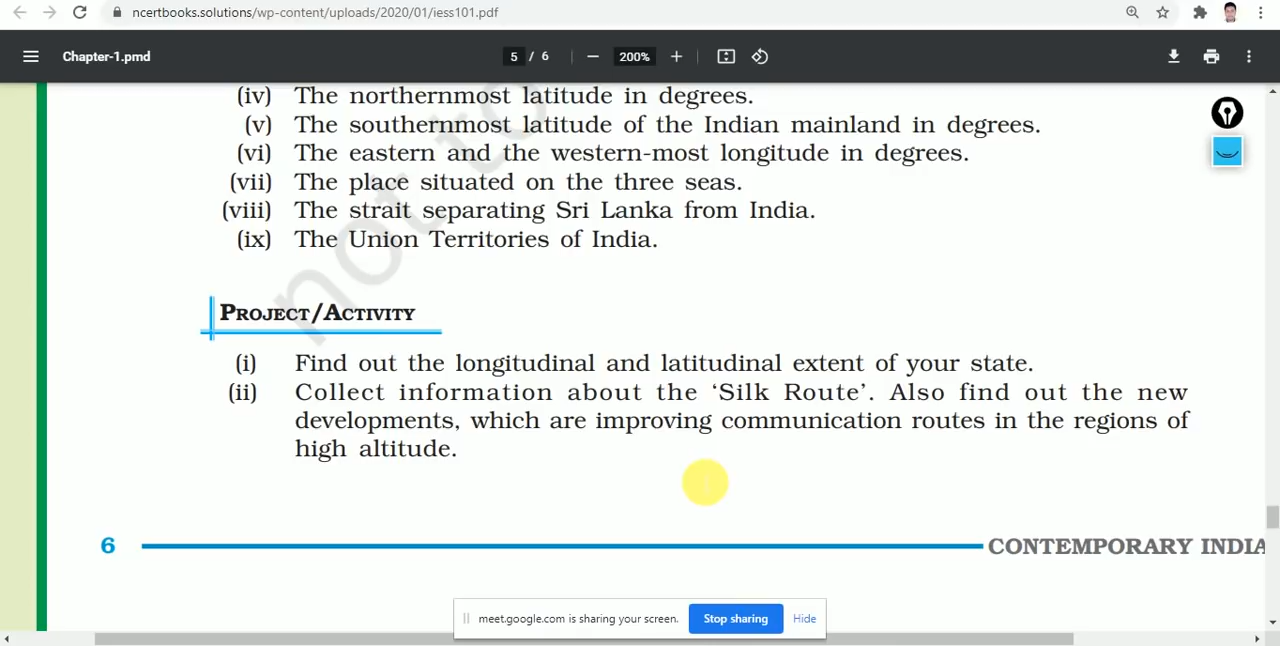 ncertbooks.solutions/wp-content/uploads/2020/01/iess101.pdf
Chapter-1.pmd
5 / 6
200%
(iv) The northernmost latitude in degrees.
(v) The southernmost latitude of the Indian mainland in degrees.
(vi) The eastern and the western-most longitude in degrees.
(vii) The place situated on the three seas.
(viii) The strait separating Sri Lanka from India.
(ix) The Union Territories of India.
not to
PROJECT/ACTIVITY
(i) Find out the longitudinal and latitudinal extent of your state.
(ii) Collect information about the ‘Silk Route’. Also find out the new
developments, which are improving communication routes in the regions of
high altitude.
6
CONTEMPORARY INDIA
meet.google.com is sharing your screen.
Stop sharing
Hide